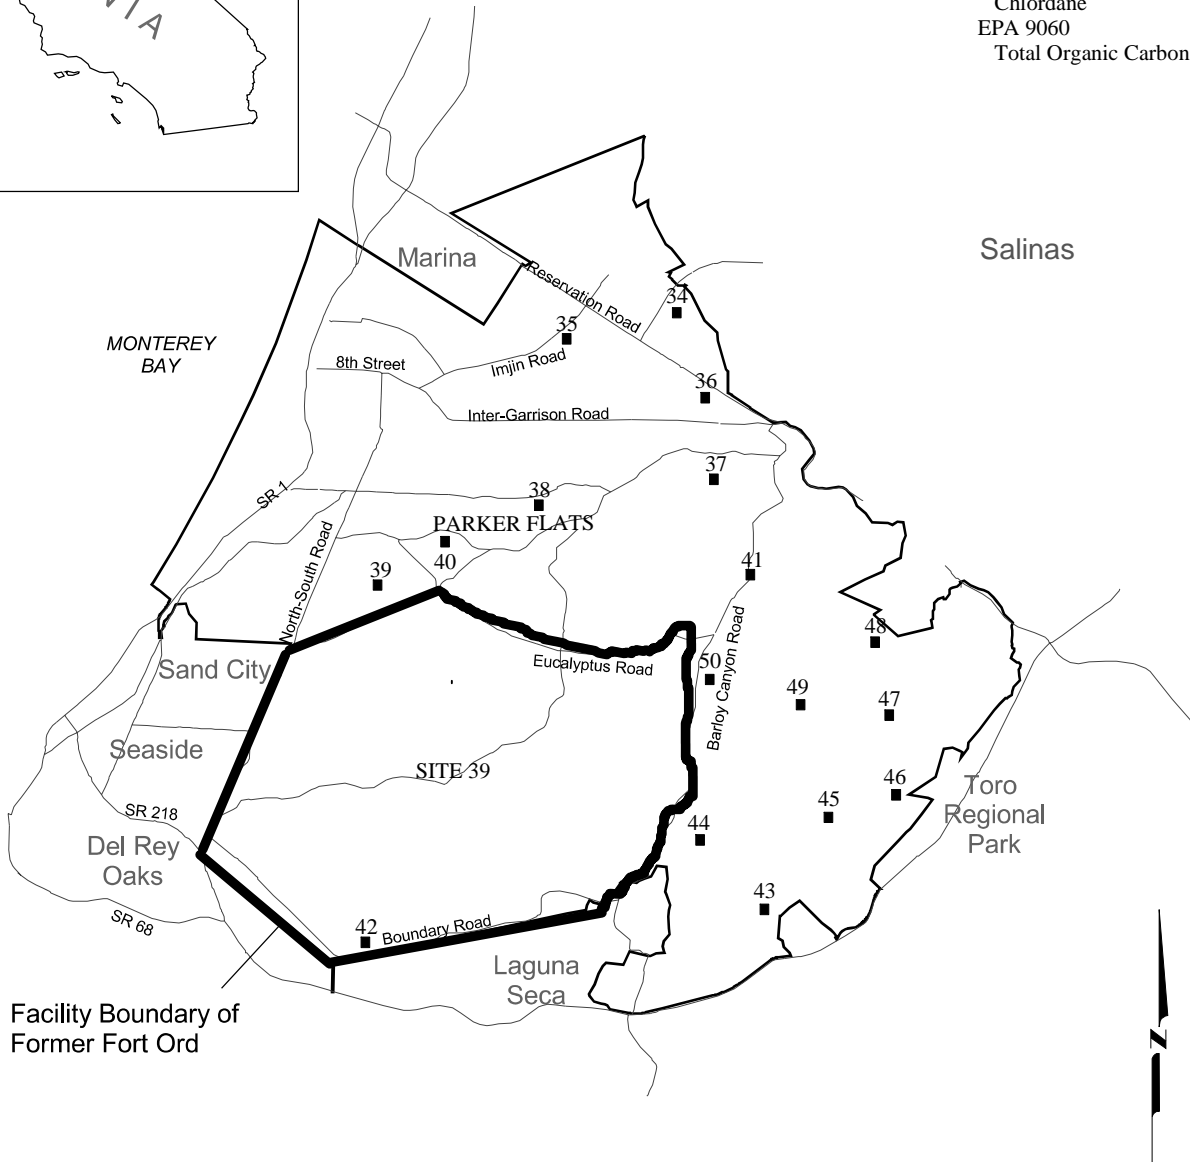 NIA
Chlordane
EPA 9060
Total Organic Carbon
Salinas
Marina
Reservation Road
34
35
MONTEREY
BAY
8th Street
Imjin Road
36
Inter-Garrison Road
37
SR 1
38
PARKER FLATS
40
39
41
North-South Road
48
Sand City
Eucalyptus Road
50
Barloy Canyon Road
49
47
Seaside
SITE 39
46
Toro
Regional
Park
SR 218
45
44
Del Rey
Oaks
43
SR 68
42
Boundary Road
Laguna
Seca
Facility Boundary of
Former Fort Ord
N